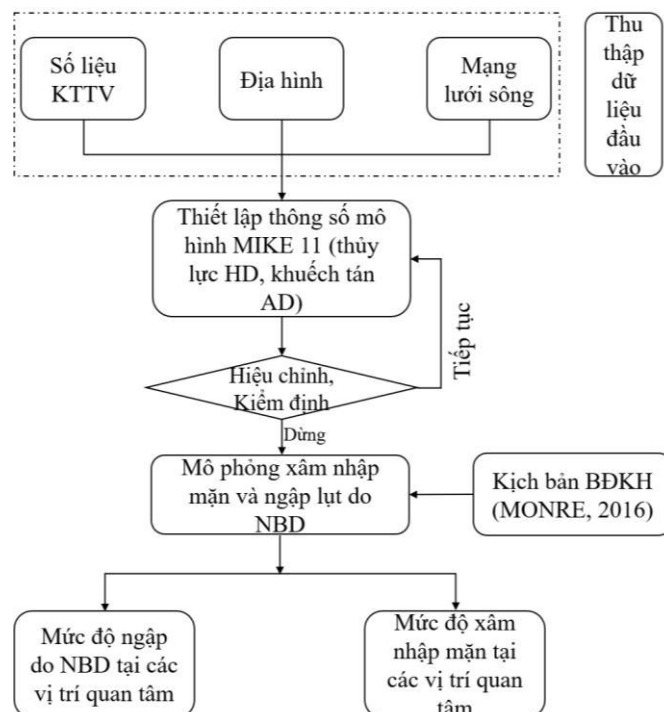 Số liệu
KTTV
Địa hình
Mạng
lưới sông
Thu
thập
dữ
liệu
đầu
vào
Thiết lập thông số mô
hình MIKE 11 (thủy
lực HD, khuếch tán
AD)
Tiếp tục
Hiệu chỉnh,
Kiểm định
Dừng
Mô phỏng xâm nhập
mặn và ngập lụt do
NBD
Kịch bản BĐKH
(MONRE, 2016)
Mức độ ngập
do NBD tại các
vị trí quan tâm
Mức độ xâm
nhập mặn tại
các vị trí quan
tâm